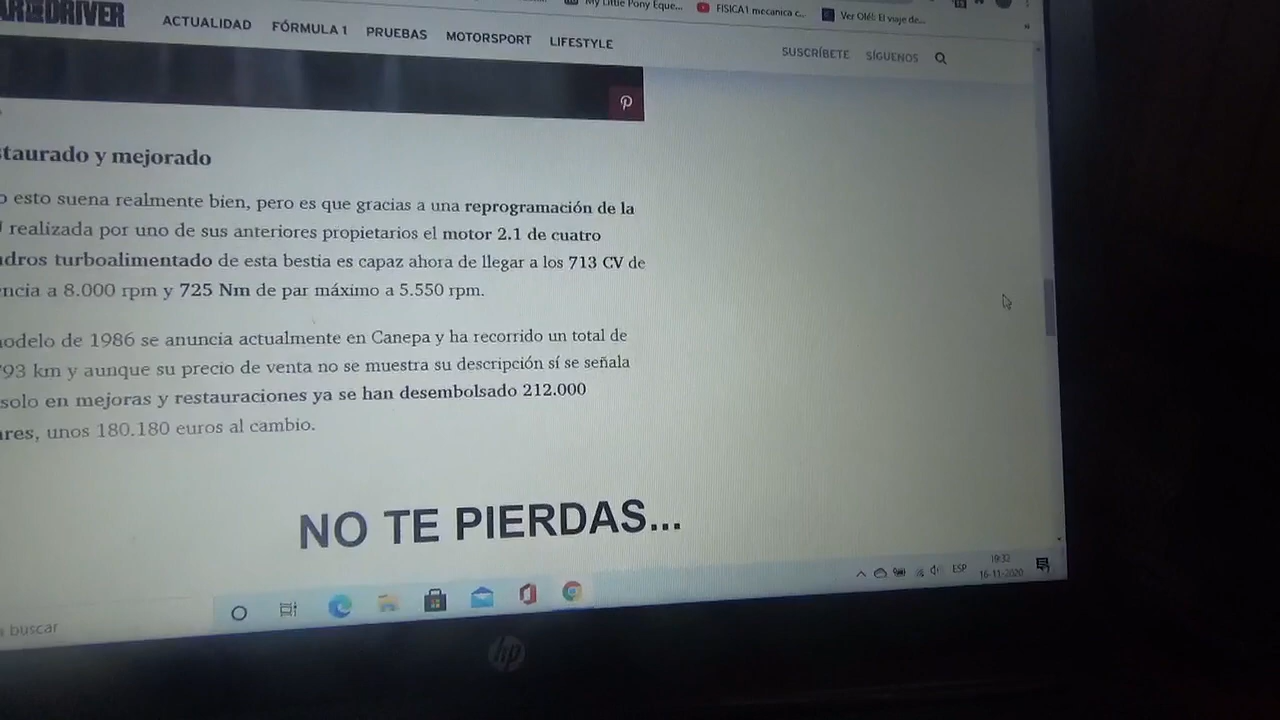 My Little Pony Eque... FISICA1 mecanica c... Ver Olé!: El viaje de...
DRIVER ACTUALIDAD FÓRMULA 1 PRUEBAS MOTORSPORT LIFESTYLE SUSCRÍBETE SÍGUENOS
taurado y mejorado
o esto suena realmente bien, pero es que gracias a una reprogramación de la
realizada por uno de sus anteriores propietarios el motor 2.1 de cuatro
dros turboalimentado de esta bestia es capaz ahora de llegar a los 713 CV de
ncia a 8.000 rpm y 725 Nm de par máximo a 5.550 rpm.
odelo de 1986 se anuncia actualmente en Canepa y ha recorrido un total de
93 km y aunque su precio de venta no se muestra su descripción sí se señala
solo en mejoras y restauraciones ya se han desembolsado 212.000
ares, unos 180.180 euros al cambio.
NO TE PIERDAS...
ESP 19:32
16-11-2020
a buscar
hp